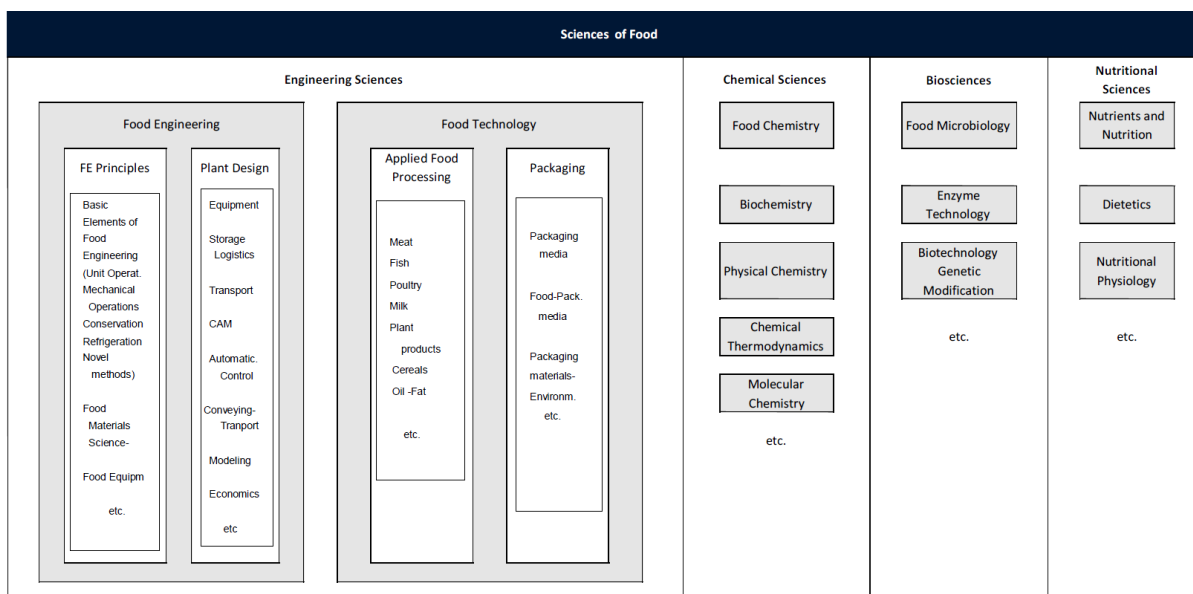 Sciences of Food
Engineering Sciences
Food Engineering
FE Principles
Basic
Elements of
Food
Engineering
(Unit Operat.
Mechanical
Operations
Conservation
Refrigeration
Novel
methods)
Food
Materials
Science-
Food Equipm
etc.
Plant Design
Equipment
Storage
Logistics
Transport
CAM
Automatic.
Control
Conveying-
Tranport
Modeling
Economics
etc
Food Technology
Applied Food
Processing
Meat
Fish
Poultry
Milk
Plant
products
Cereals
Oil -Fat
etc.
Packaging
Packaging
media
Food-Pack.
media
Packaging
materials-
Environm.
etc.
Chemical Sciences
Food Chemistry
Biochemistry
Physical Chemistry
Chemical
Thermodynamics
Molecular
Chemistry
etc.
Biosciences
Food Microbiology
Enzyme
Technology
Biotechnology
Genetic
Modification
etc.
Nutritional
Sciences
Nutrients and
Nutrition
Dietetics
Nutritional
Physiology
etc.